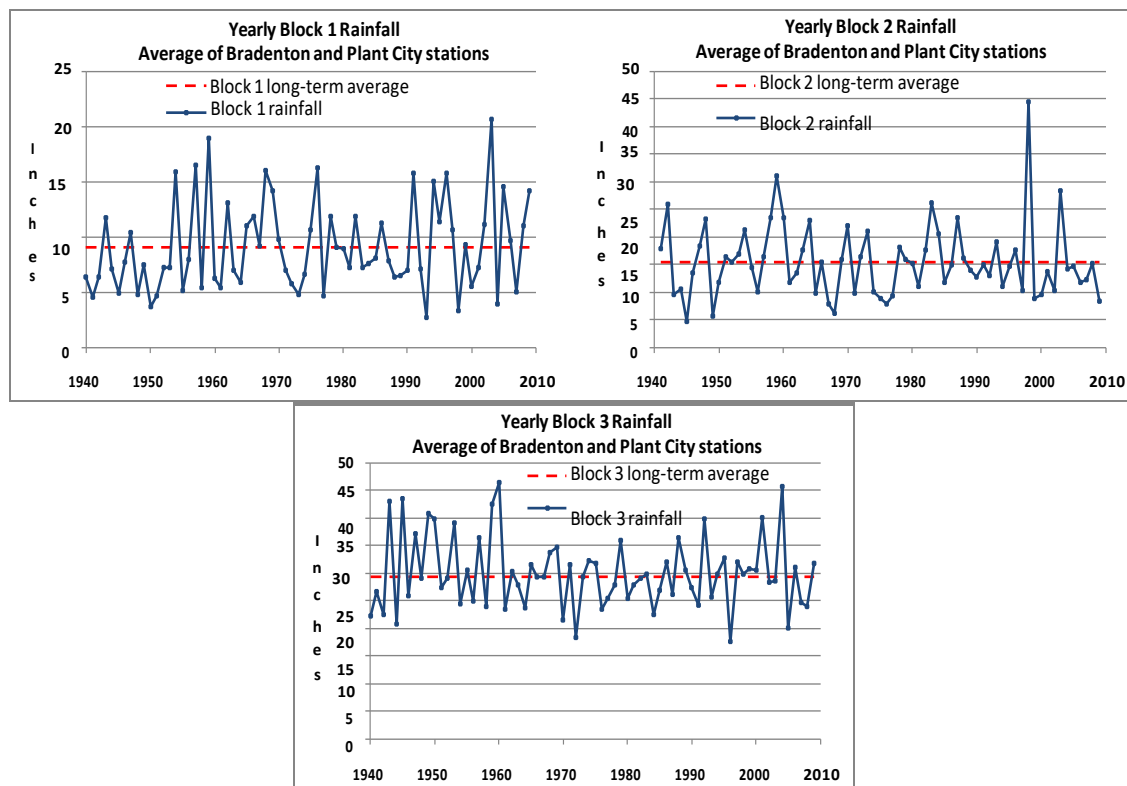 Yearly Block 1 Rainfall
Average of Bradenton and Plant City stations
25
20
15
10
5
0
Inches
Block 1 long-term average
Block 1 rainfall
1940 1950 1960 1970 1980 1990 2000 2010
Yearly Block 2 Rainfall
Average of Bradenton and Plant City stations
50
45
40
35
30
25
20
15
10
5
0
Inches
Block 2 long-term average
Block 2 rainfall
1940 1950 1960 1970 1980 1990 2000 2010
Yearly Block 3 Rainfall
Average of Bradenton and Plant City stations
50
45
40
35
30
25
20
15
10
5
0
Inches
Block 3 long-term average
Block 3 rainfall
1940 1950 1960 1970 1980 1990 2000 2010